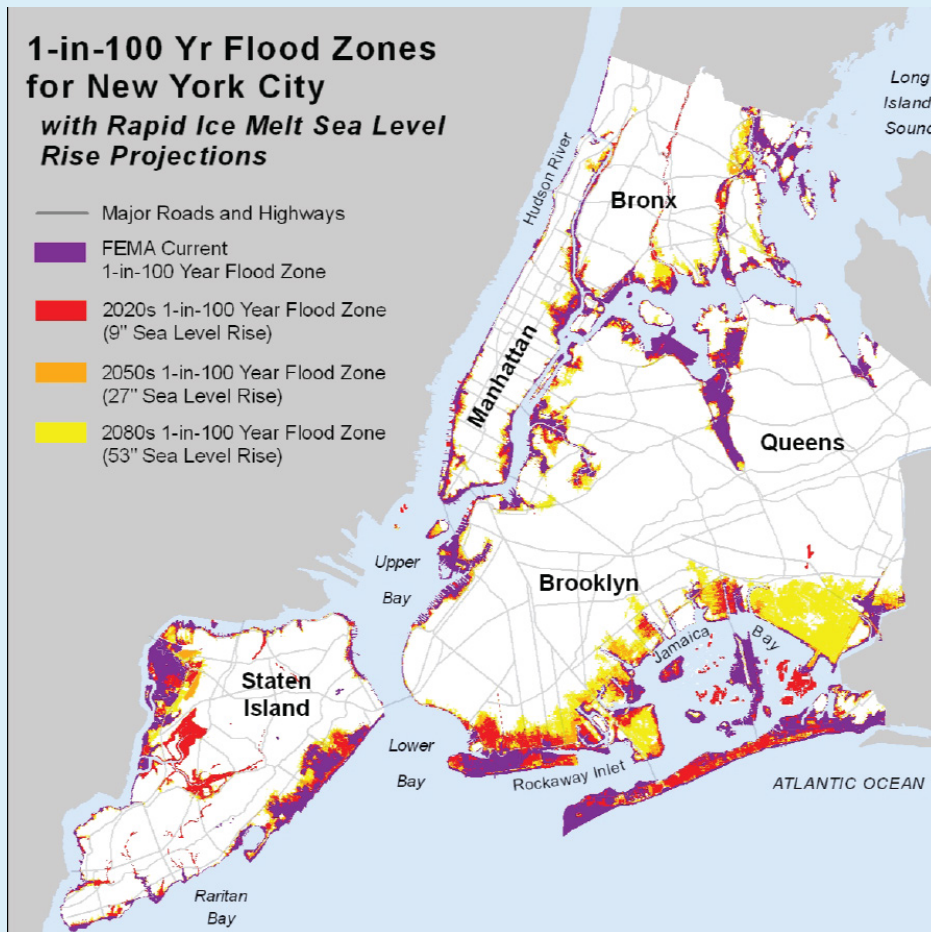 1-in-100 Yr Flood Zones
for New York City
with Rapid Ice Melt Sea Level
Rise Projections
Major Roads and Highways
FEMA Current
1-in-100 Year Flood Zone
2020s 1-in-100 Year Flood Zone
(9" Sea Level Rise)
2050s 1-in-100 Year Flood Zone
(27" Sea Level Rise)
2080s 1-in-100 Year Flood Zone
(53" Sea Level Rise)
Long
Island
Sound
Hudson River
Bronx
Manhattan
Queens
Upper
Bay
Brooklyn
Jamaica
Bay
Staten
Island
Lower
Bay
Rockaway Inlet
ATLANTIC OCEAN
Raritan
Bay